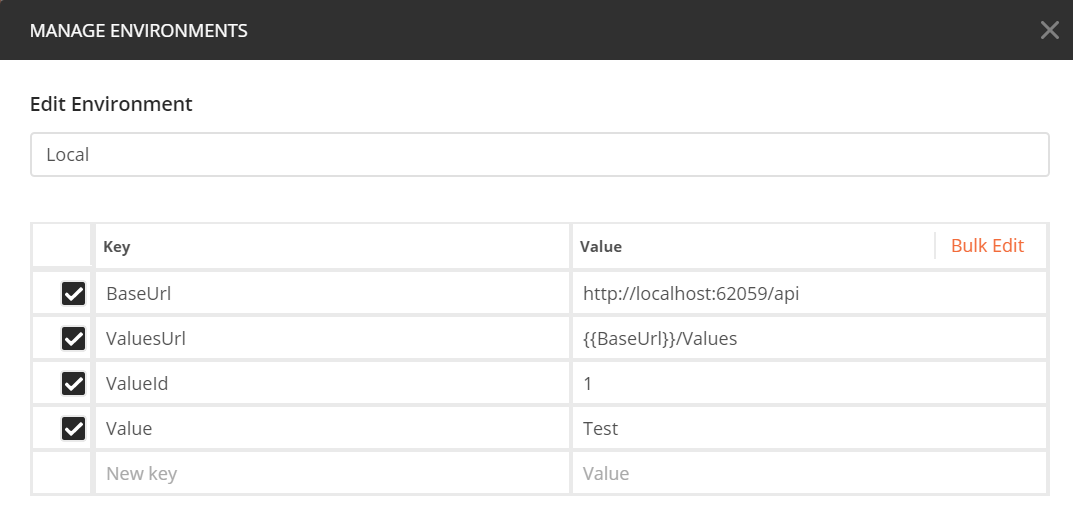 MANAGE ENVIRONMENTS
Edit Environment
Local
Key Value Bulk Edit
BaseUrl http://localhost:62059/api
ValuesUrl {{BaseUrl}}/Values
ValueId 1
Value Test
New key Value